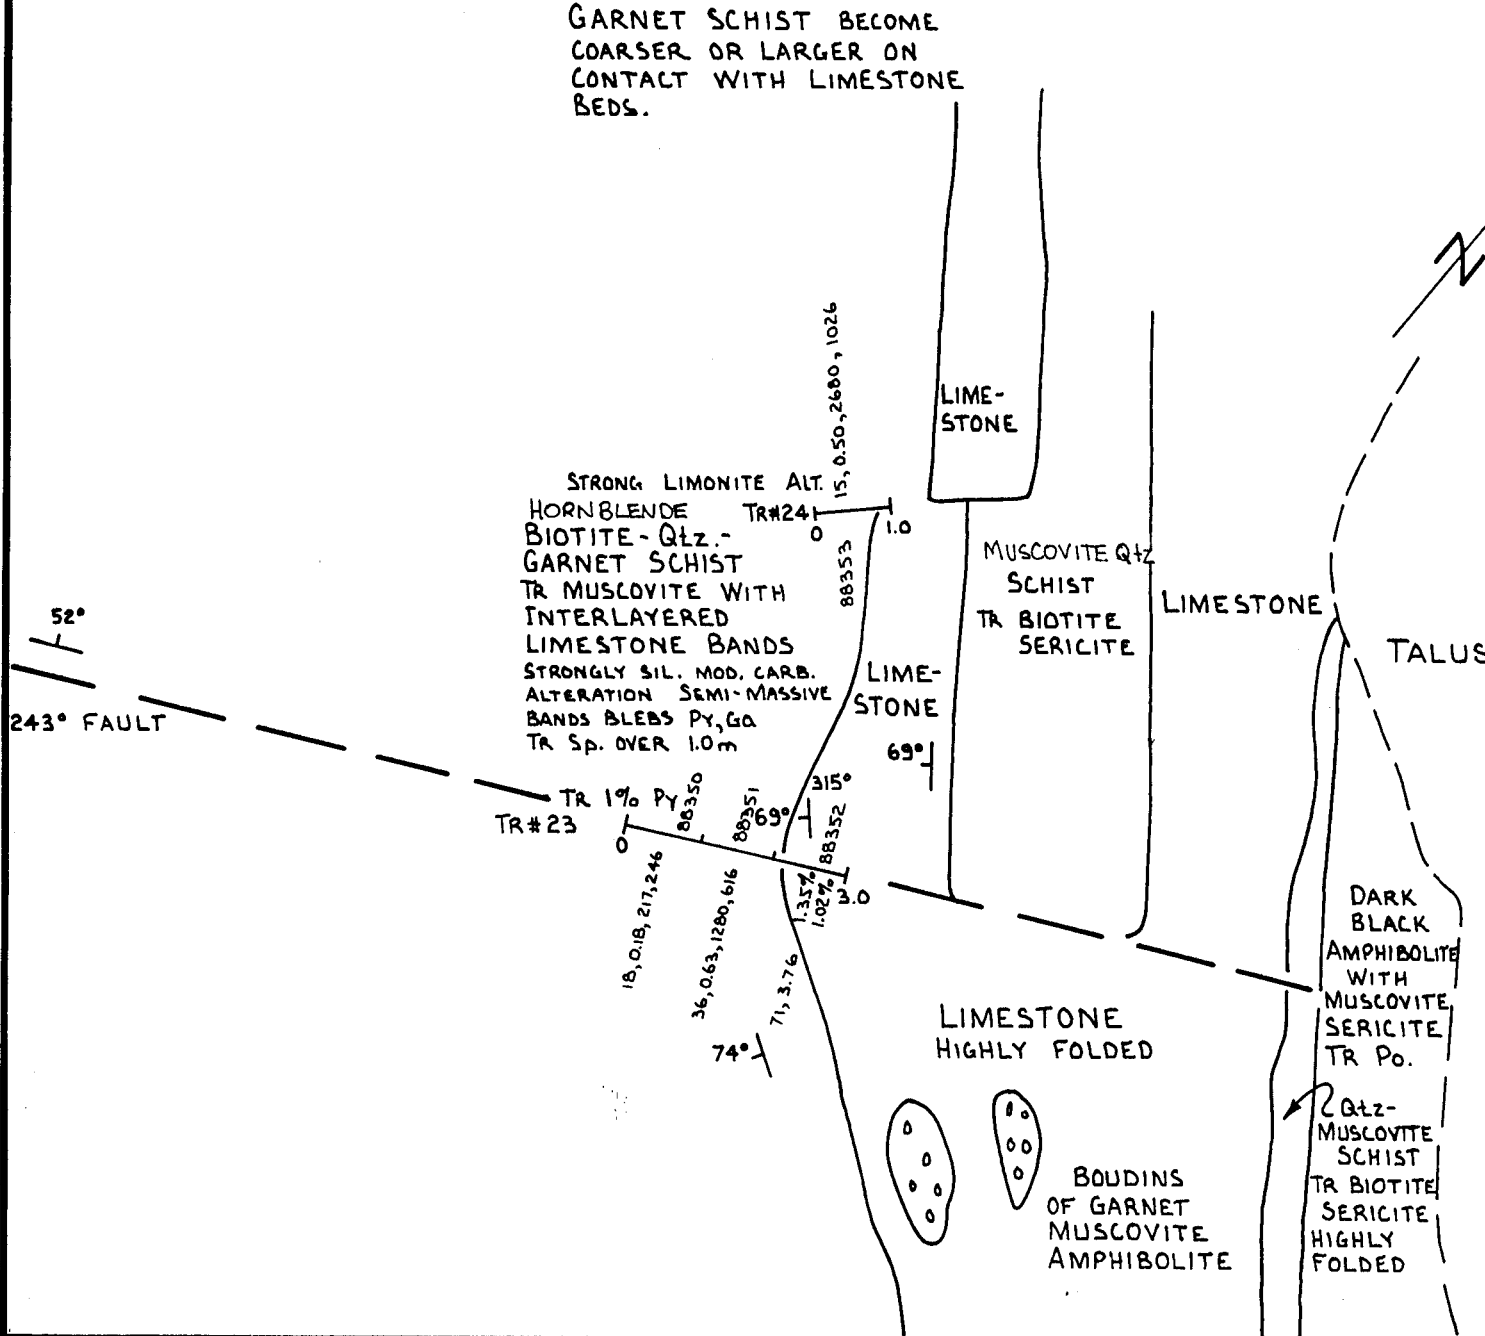 GARNET SCHIST BECOME
COARSER OR LARGER ON
CONTACT WITH LIMESTONE
BEDS.
N
LIME-
STONE
15, 0.50, 2680, 1026
STRONG LIMONITE ALT.
HORNBLENDE
BIOTITE - Qtz. -
GARNET SCHIST
TR MUSCOVITE WITH
INTERLAYERED
LIMESTONE BANDS
STRONGLY SIL. MOD. CARB.
ALTERATION SEMI-MASSIVE
BANDS BLEBS PY, Ga
TR Sp. OVER 1.0m
TR#24
0
1.0
88353
MUSCOVITE Qtz
SCHIST
TR BIOTITE
SERICITE
LIMESTONE
TALUS
52°
243° FAULT
LIME-
STONE
69°
TR 1% PY
TR#23
0
88350
88351
69°
315°
88352
3.0
18, 0.18, 217, 246
36, 0.63, 1280, 616
1.35%
1.02%
71, 3.76
74°
LIMESTONE
HIGHLY FOLDED
BOUDINS
OF GARNET
MUSCOVITE
AMPHIBOLITE
DARK
BLACK
AMPHIBOLITE
WITH
MUSCOVITE
SERICITE
TR Po.
Qtz-
MUSCOVITE
SCHIST
TR BIOTITE
SERICITE
HIGHLY
FOLDED